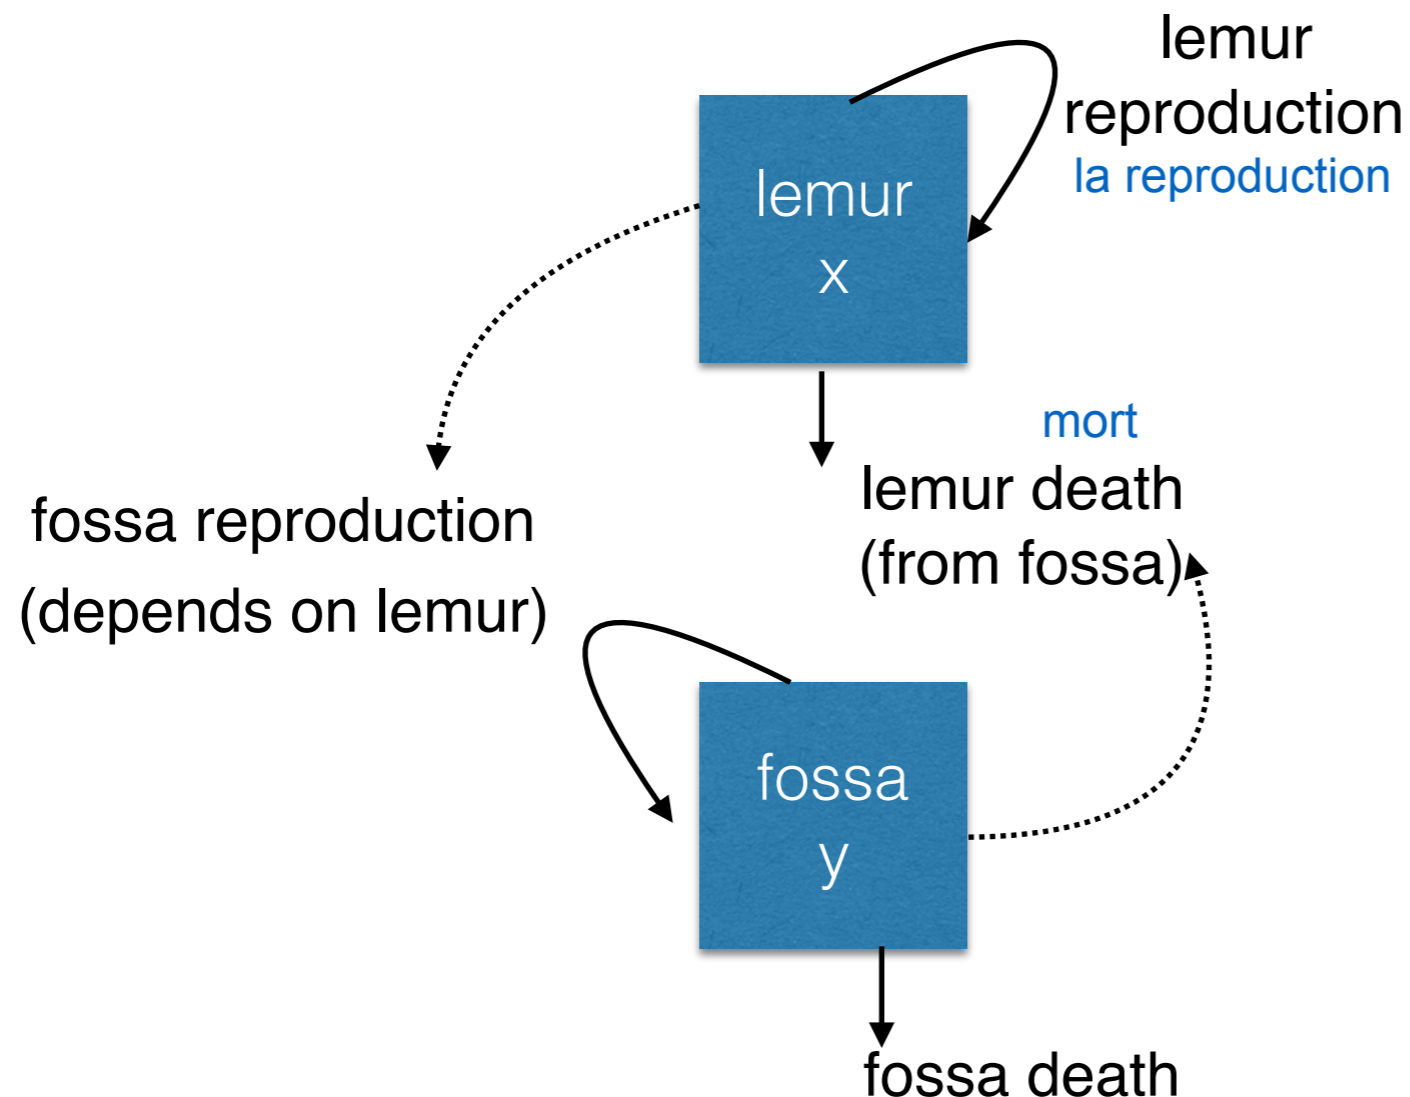 lemur
reproduction
la reproduction
lemur
x
mort
lemur death
(from fossa)
fossa reproduction
(depends on lemur)
fossa
y
fossa death